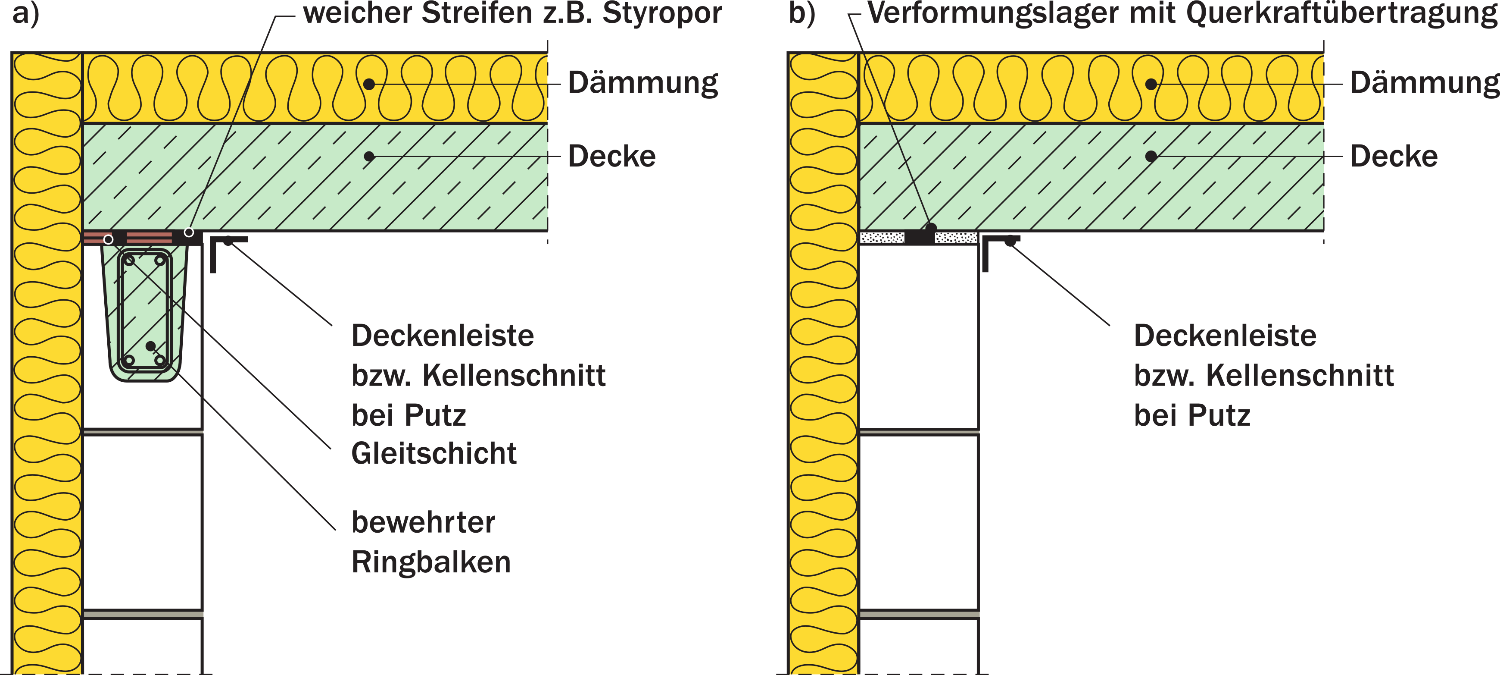 a)
weicher Streifen z.B. Styropor
Dämmung
Decke
Deckenleiste
bzw. Kellenschnitt
bei Putz
Gleitschicht
bewehrter
Ringbalken
b)
Verformungslager mit Querkraftübertragung
Dämmung
Decke
Deckenleiste
bzw. Kellenschnitt
bei Putz